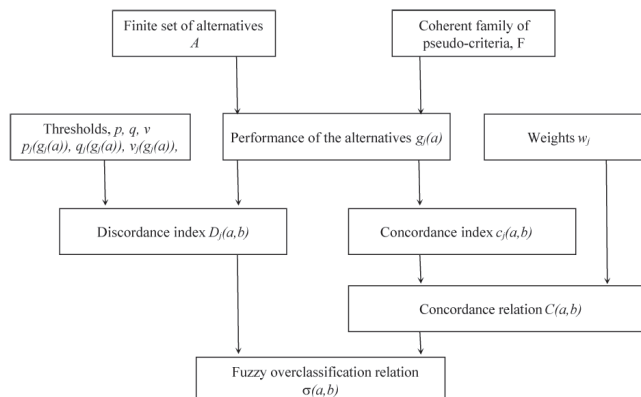 Finite set of alternatives
A
Coherent family of
pseudo-criteria, F
Thresholds, p, q, v
pj(gj(a)), qj(gj(a)), vj(gj(a)),
Performance of the alternatives gj(a)
Weights wj
Discordance index Dj(a,b)
Concordance index cj(a,b)
Concordance relation C(a,b)
Fuzzy overclassification relation
σ(a,b)